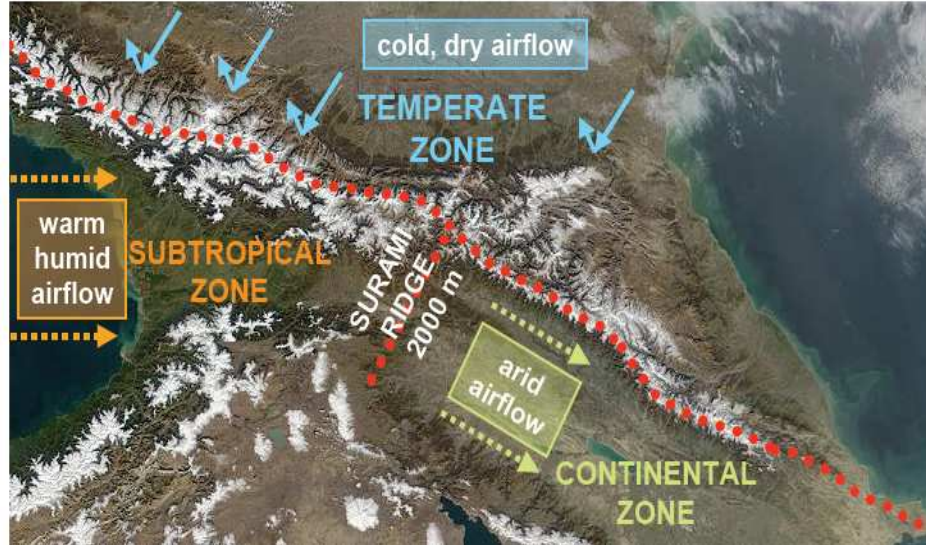 cold, dry airflow
TEMPERATE
ZONE
warm
humid
airflow
SUBTROPICAL
ZONE
SURAMI
RIDGE
2000 m
arid
airflow
CONTINENTAL
ZONE